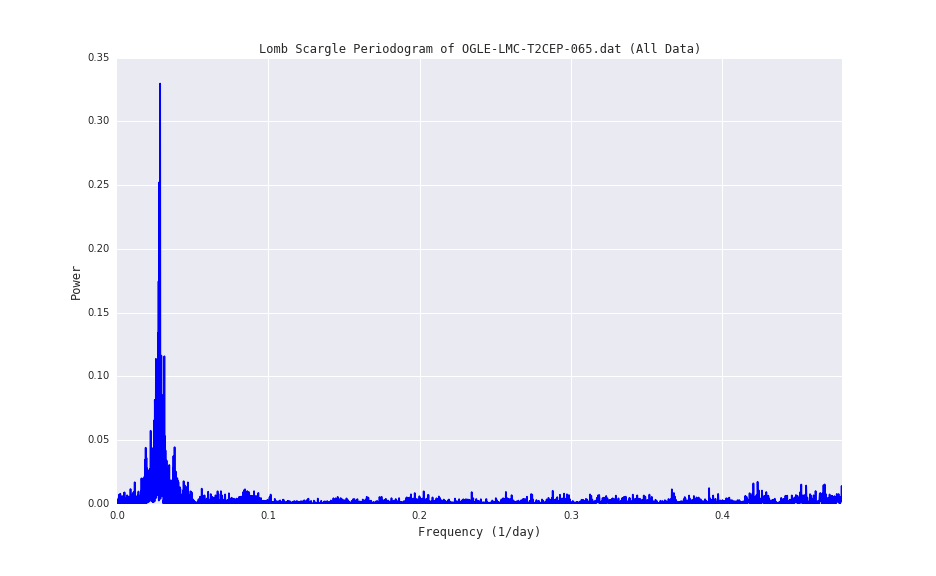 Lomb Scargle Periodogram of OGLE-LMC-T2CEP-065.dat (All Data)
0.35
0.30
0.25
0.20
0.15
0.10
0.05
0.00
Power
0.0 0.1 0.2 0.3 0.4
Frequency (1/day)